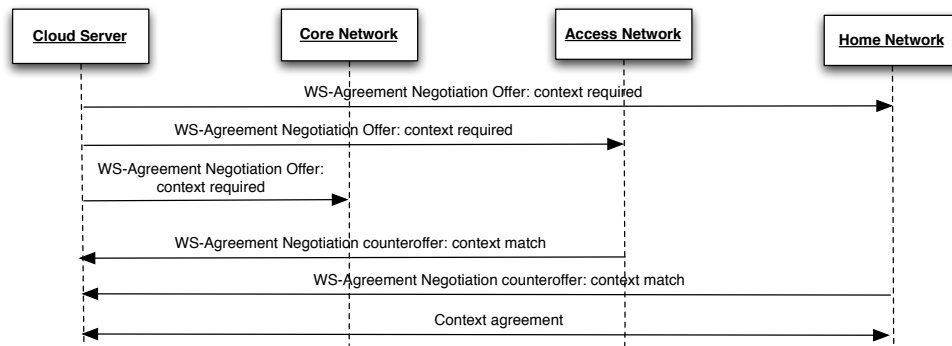 Cloud Server
Core Network
Access Network
Home Network
WS-Agreement Negotiation Offer: context required
WS-Agreement Negotiation Offer: context required
WS-Agreement Negotiation Offer:
context required
WS-Agreement Negotiation counteroffer: context match
WS-Agreement Negotiation counteroffer: context match
Context agreement